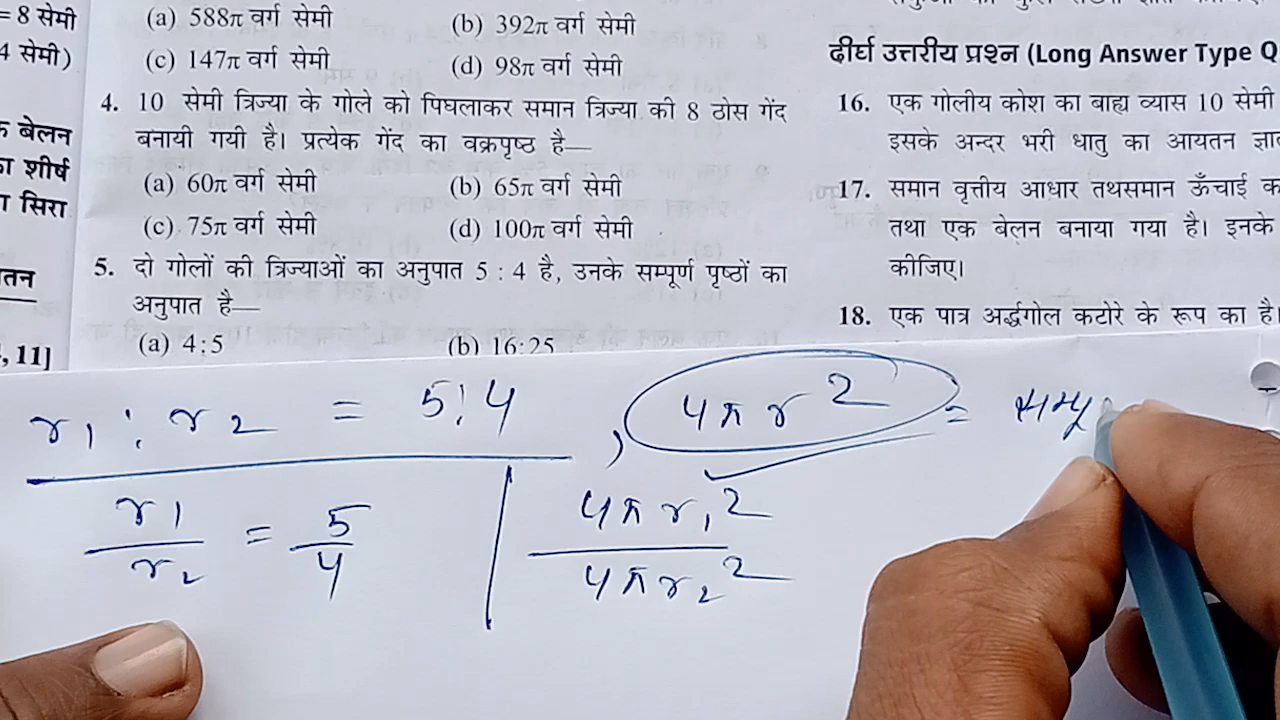 = 8 सेमी
4 सेमी)
बेलन
शीर्ष
सिरा
, 11]
(a) 588π वर्ग सेमी (b) 392π वर्ग सेमी
(c) 147π वर्ग सेमी (d) 98π वर्ग सेमी
4. 10 सेमी त्रिज्या के गोले को पिघलाकर समान त्रिज्या की 8 ठोस गेंद
बनायी गयी है। प्रत्येक गेंद का वक्रपृष्ठ है—
(a) 60π वर्ग सेमी (b) 65π वर्ग सेमी
(c) 75π वर्ग सेमी (d) 100π वर्ग सेमी
5. दो गोलों की त्रिज्याओं का अनुपात 5 : 4 है, उनके सम्पूर्ण पृष्ठों का
अनुपात है—
(a) 4:5 (b) 16:25
दीर्घ उत्तरीय प्रश्न (Long Answer Type Q
16. एक गोलीय कोश का बाह्य व्यास 10 सेमी
इसके अन्दर भरी धातु का आयतन
17. समान वृत्तीय आधार तथसमान ऊँचाई
तथा एक बेलन बनाया गया है। इनके
कीजिए।
18. एक पात्र अर्द्धगोल कटोरे के रूप का है।
r1 : r2 = 5:4 , 4πr² = सम्पू
r1/r2 = 5/4 | 4πr1²/4πr2²